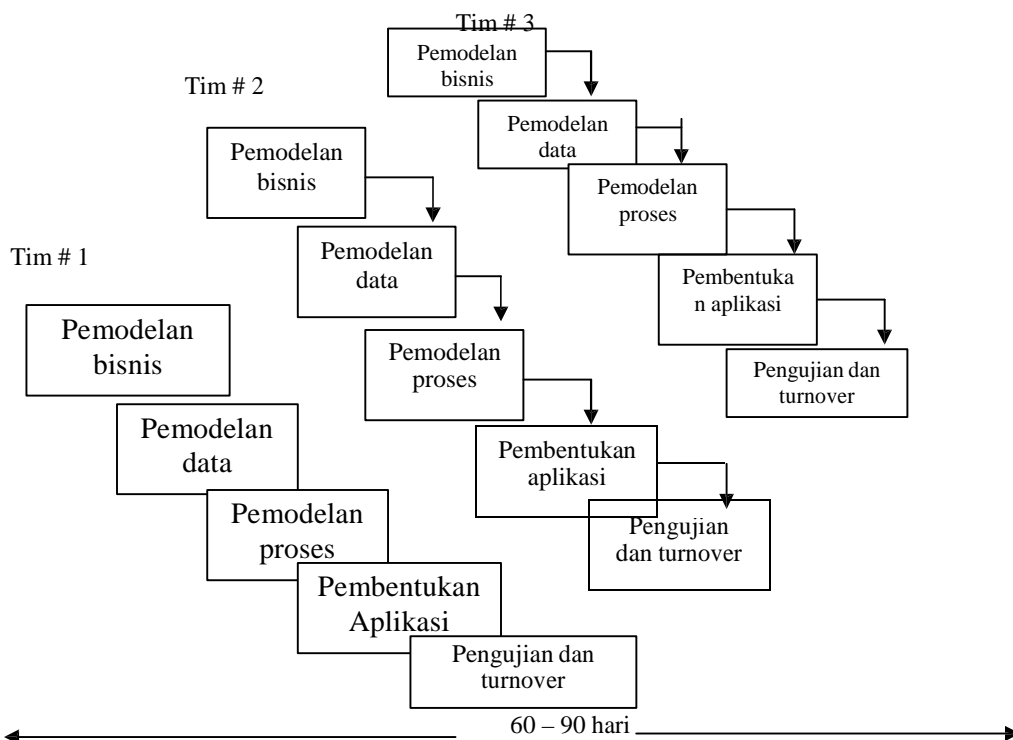 Tim # 3
Pemodelan
bisnis
Pemodelan
data
Pemodelan
proses
Pembentuka
n aplikasi
Pengujian dan
turnover
Tim # 2
Pemodelan
bisnis
Pemodelan
data
Pemodelan
proses
Pembentukan
aplikasi
Pengujian
dan turnover
Tim # 1
Pemodelan
bisnis
Pemodelan
data
Pemodelan
proses
Pembentukan
Aplikasi
Pengujian dan
turnover
60 – 90 hari